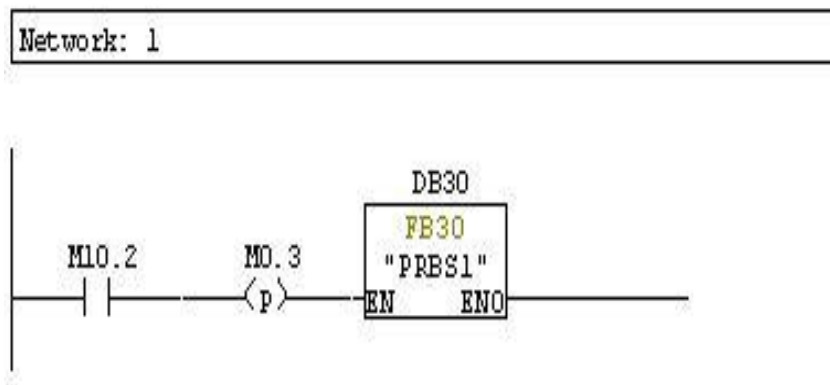 Network: 1
DB30
FB30
M10.2 M0.3 "PRBS1"
P
EN ENO